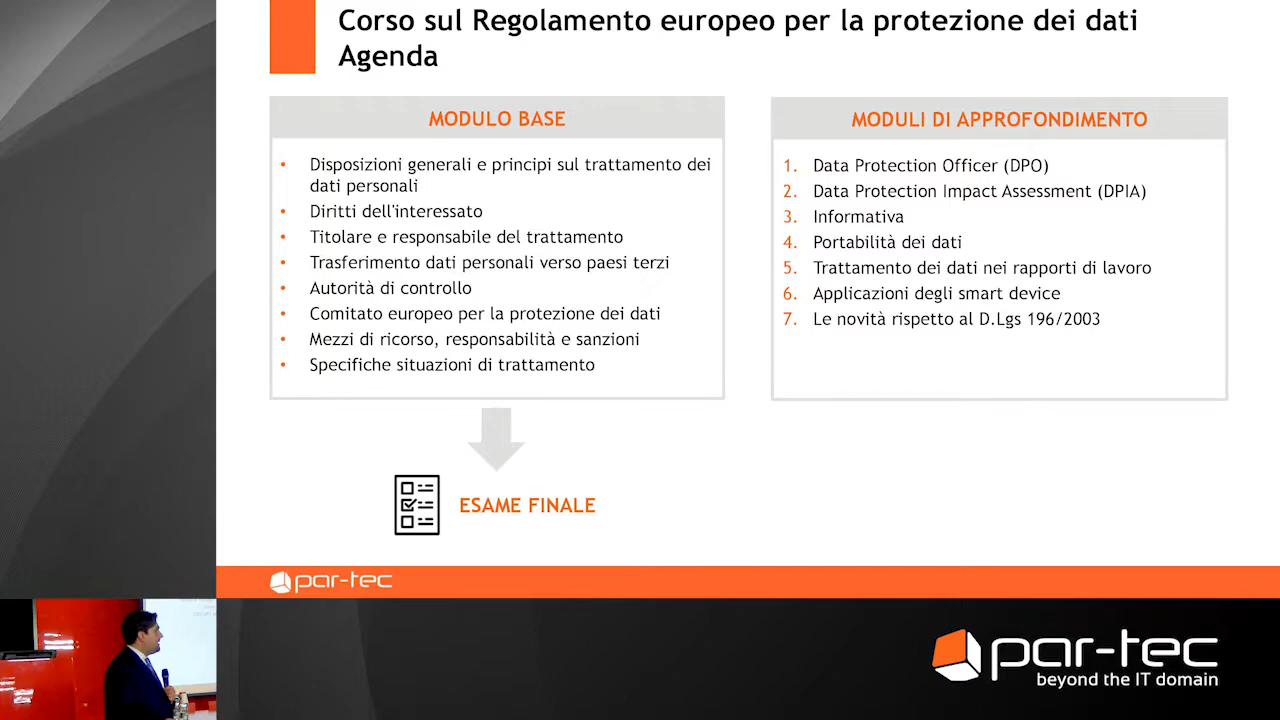 Corso sul Regolamento europeo per la protezione dei dati
Agenda
MODULO BASE
• Disposizioni generali e principi sul trattamento dei
dati personali
• Diritti dell'interessato
• Titolare e responsabile del trattamento
• Trasferimento dati personali verso paesi terzi
• Autorità di controllo
• Comitato europeo per la protezione dei dati
• Mezzi di ricorso, responsabilità e sanzioni
• Specifiche situazioni di trattamento
MODULI DI APPROFONDIMENTO
1. Data Protection Officer (DPO)
2. Data Protection Impact Assessment (DPIA)
3. Informativa
4. Portabilità dei dati
5. Trattamento dei dati nei rapporti di lavoro
6. Applicazioni degli smart device
7. Le novità rispetto al D.Lgs 196/2003
ESAME FINALE
par-tec
par-tec
beyond the IT domain